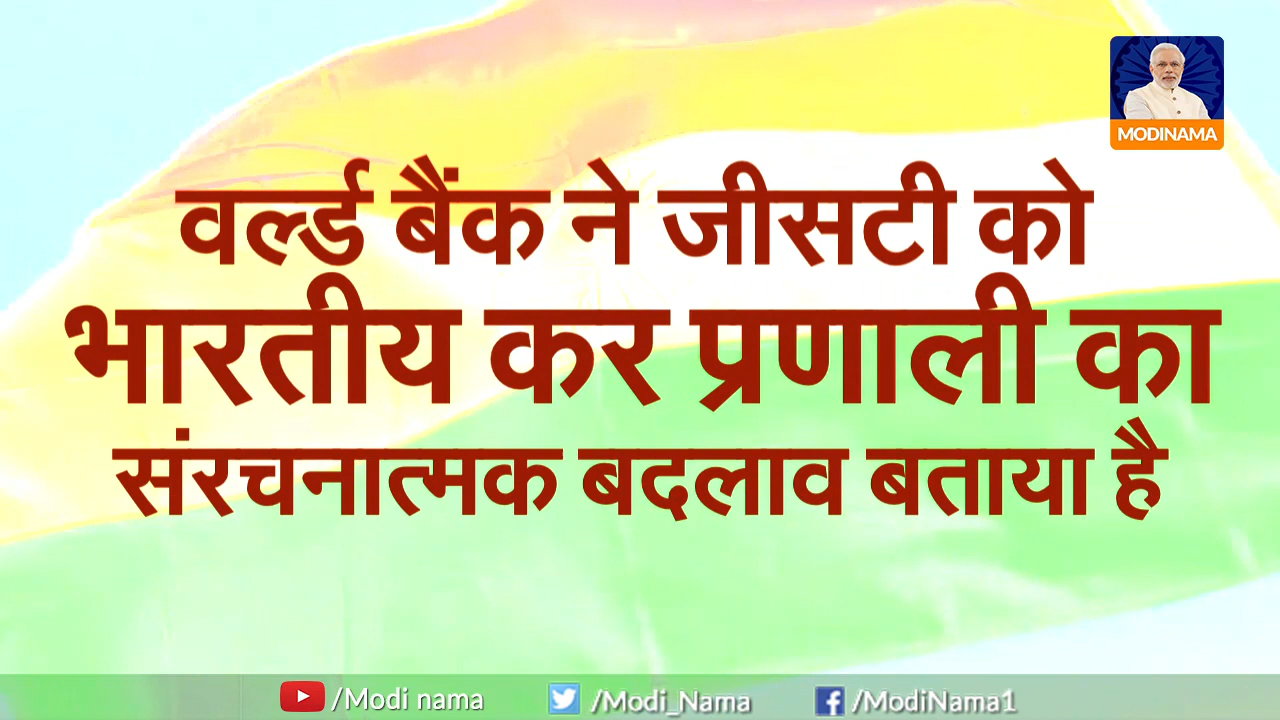 MODINAMA
वर्ल्ड बैंक ने जीसटी को
भारतीय कर प्रणाली का
संरचनात्मक बदलाव बताया है
/Modi nama /Modi_Nama /ModiNama1